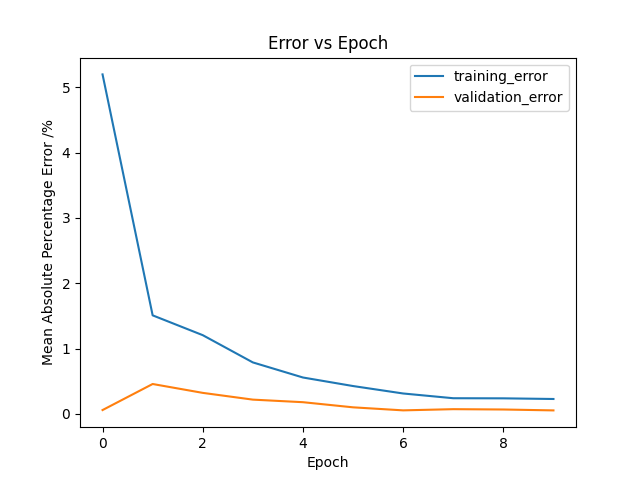 Error vs Epoch
training_error
validation_error
Mean Absolute Percentage Error /%
5
4
3
2
1
0
0 2 4 6 8
Epoch